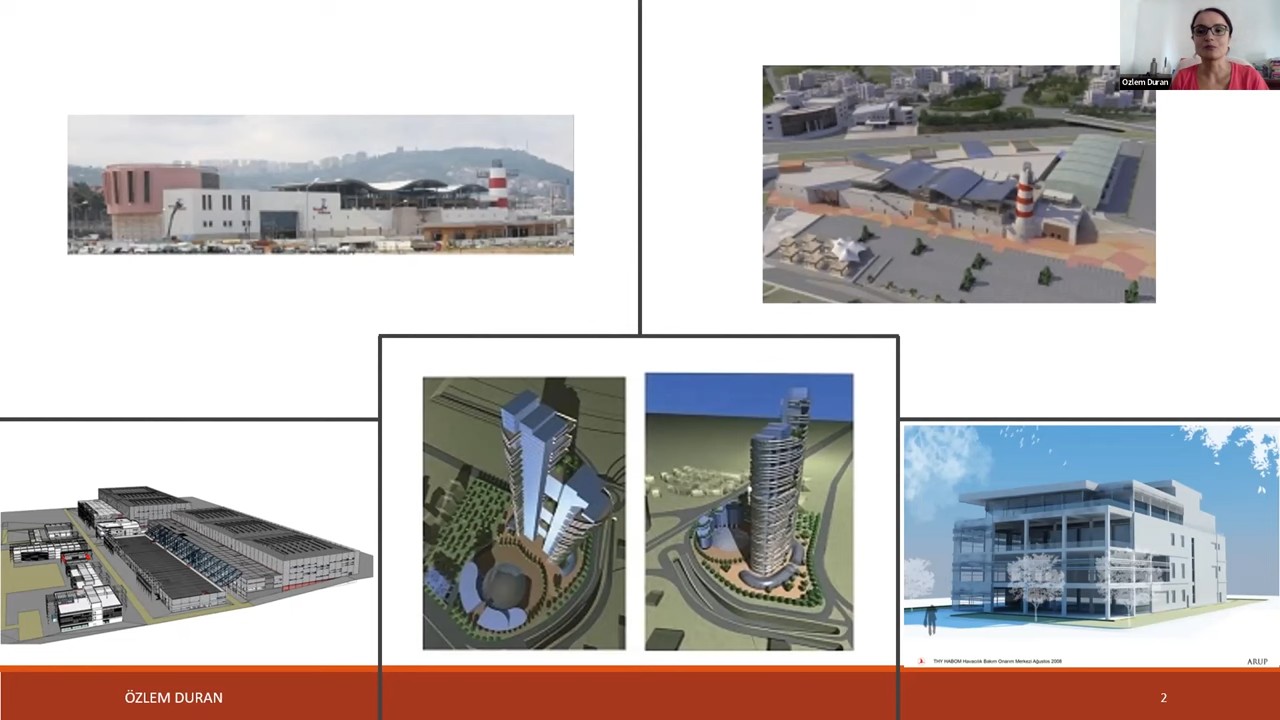 Ozlem Duran
THY HABOM Havacılık Bakım Onarım Merkezi Ağustos 2008
ARUP
ÖZLEM DURAN
2